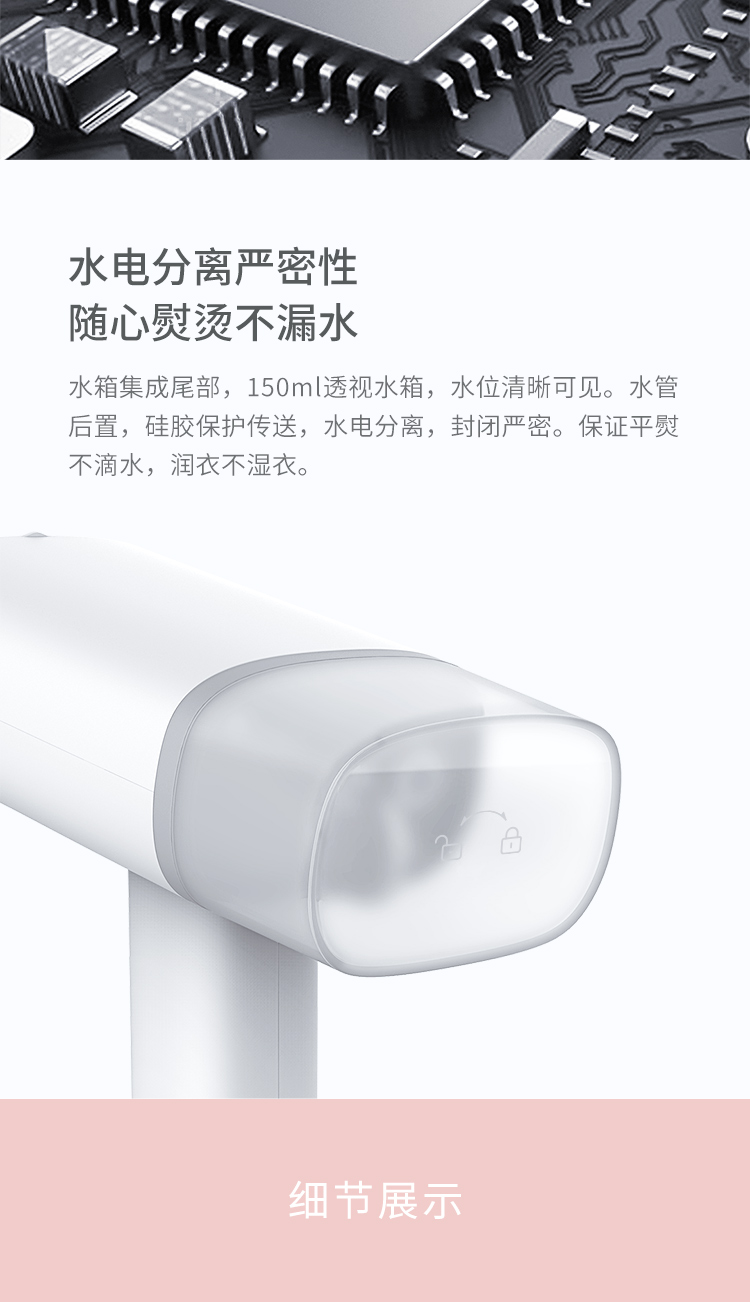 水电分离严密性
随心熨烫不漏水
水箱集成尾部，150ml透视水箱，水位清晰可见。水管
后置，硅胶保护传送，水电分离，封闭严密。保证平熨
不滴水，润衣不湿衣。
细节展示